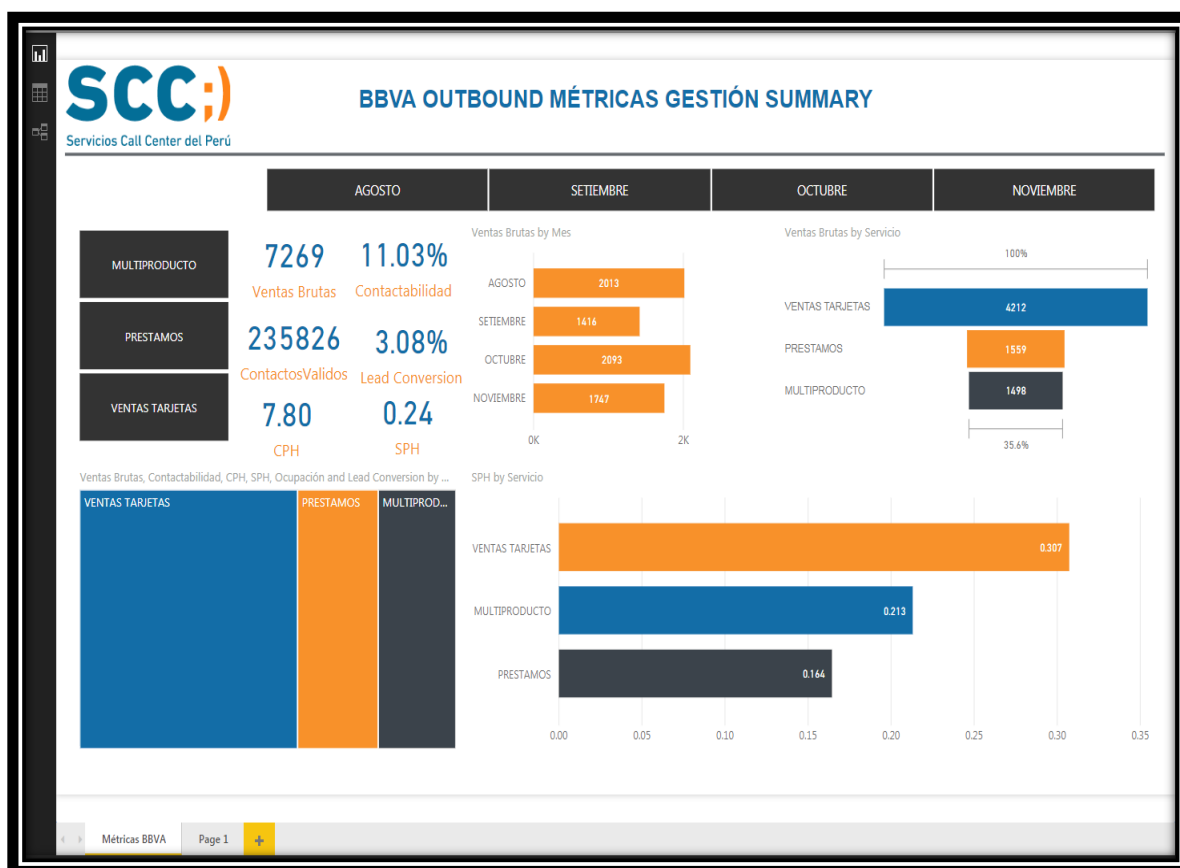 SCC;)
Servicios Call Center del Perú
BBVA OUTBOUND MÉTRICAS GESTIÓN SUMMARY
AGOSTO
SETIEMBRE
OCTUBRE
NOVIEMBRE
MULTIPRODUCTO
PRESTAMOS
VENTAS TARJETAS
7269
Ventas Brutas
11.03%
Contactabilidad
235826
ContactosValidos
3.08%
Lead Conversion
7.80
CPH
0.24
SPH
Ventas Brutas by Mes
AGOSTO
2013
SETIEMBRE
1416
OCTUBRE
2093
NOVIEMBRE
1747
0K
2K
Ventas Brutas by Servicio
100%
VENTAS TARJETAS
4212
PRESTAMOS
1559
MULTIPRODUCTO
1498
35.6%
Ventas Brutas, Contactabilidad, CPH, SPH, Ocupación and Lead Conversion by ...
VENTAS TARJETAS
PRESTAMOS
MULTIPROD...
SPH by Servicio
VENTAS TARJETAS
0.307
MULTIPRODUCTO
0.213
PRESTAMOS
0.164
0.00
0.05
0.10
0.15
0.20
0.25
0.30
0.35
Métricas BBVA
Page 1
+